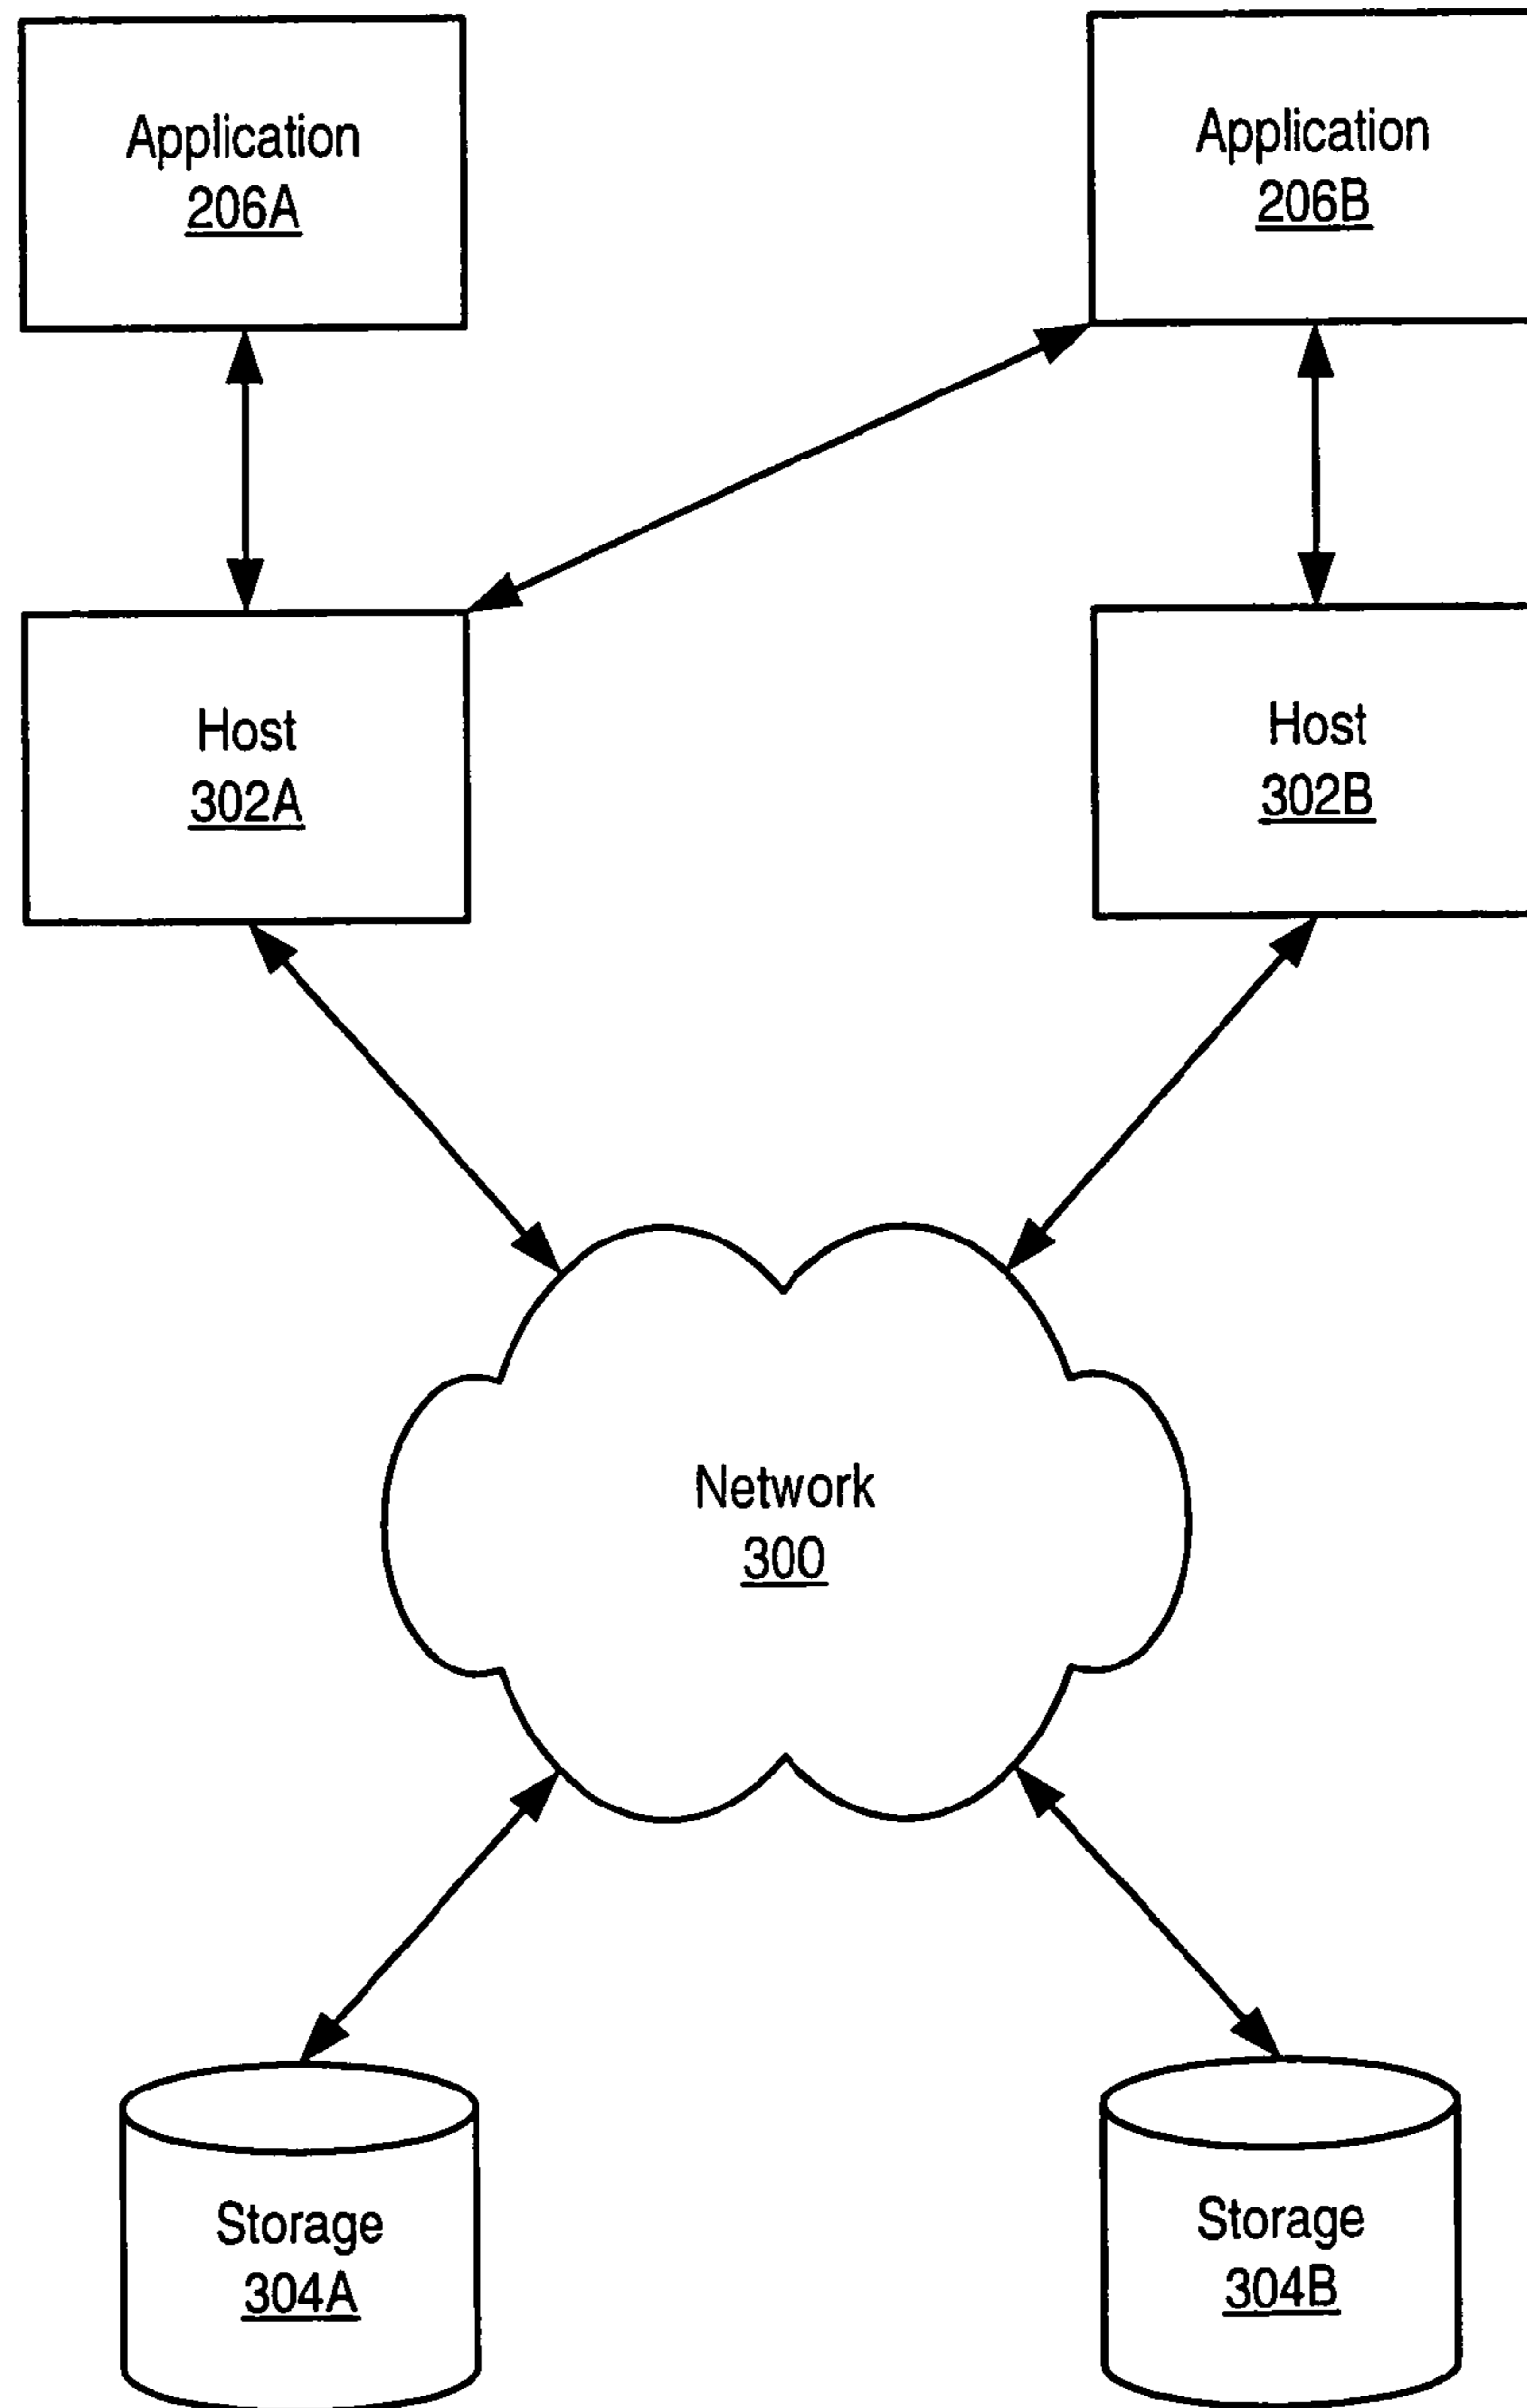 Application
206A
Application
206B
Host
302A
Host
302B
Network
300
Storage
304A
Storage
304B